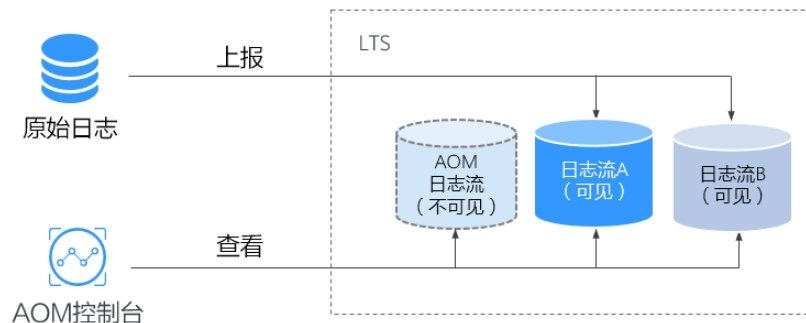 LTS
上报
原始日志
AOM
日志流
（不可见）
日志流A
（可见）
日志流B
（可见）
查看
AOM控制台